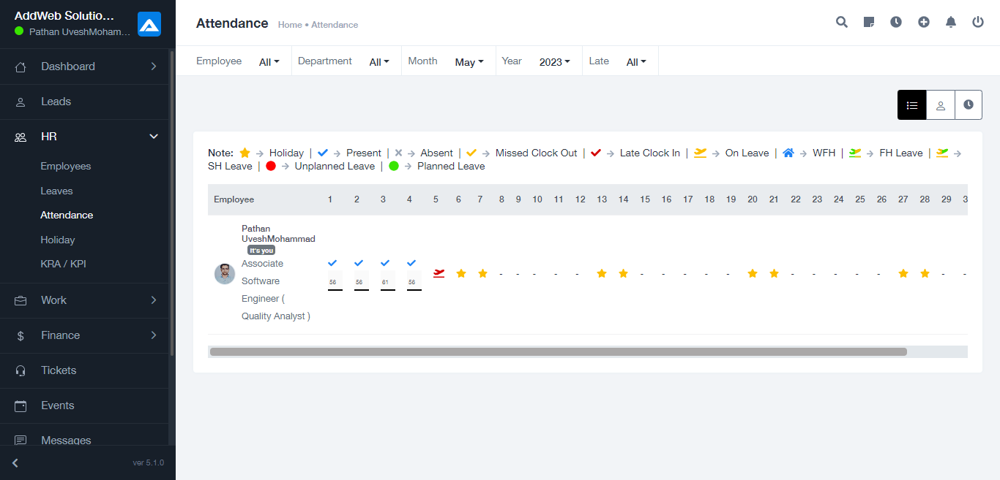 AddWeb Solutio...
Pathan UveshMoham...
Dashboard
Leads
HR
Employees
Leaves
Attendance
Holiday
KRA / KPI
Work
Finance
Tickets
Events
Messages
ver 5.1.0
Attendance Home • Attendance
Employee All Department All Month May Year 2023 Late All
Note: Holiday | Present | Absent | Missed Clock Out | Late Clock In | On Leave | WFH | FH Leave |
SH Leave | Unplanned Leave | Planned Leave
Employee 1 2 3 4 5 6 7 8 9 10 11 12 13 14 15 16 17 18 19 20 21 22 23 24 25 26 27 28 29 3
Pathan
UveshMohammad
It's you
Associate
Software
Engineer (
Quality Analyst )
56 56 61 56 - - - - - - - - - - - - - - - - -